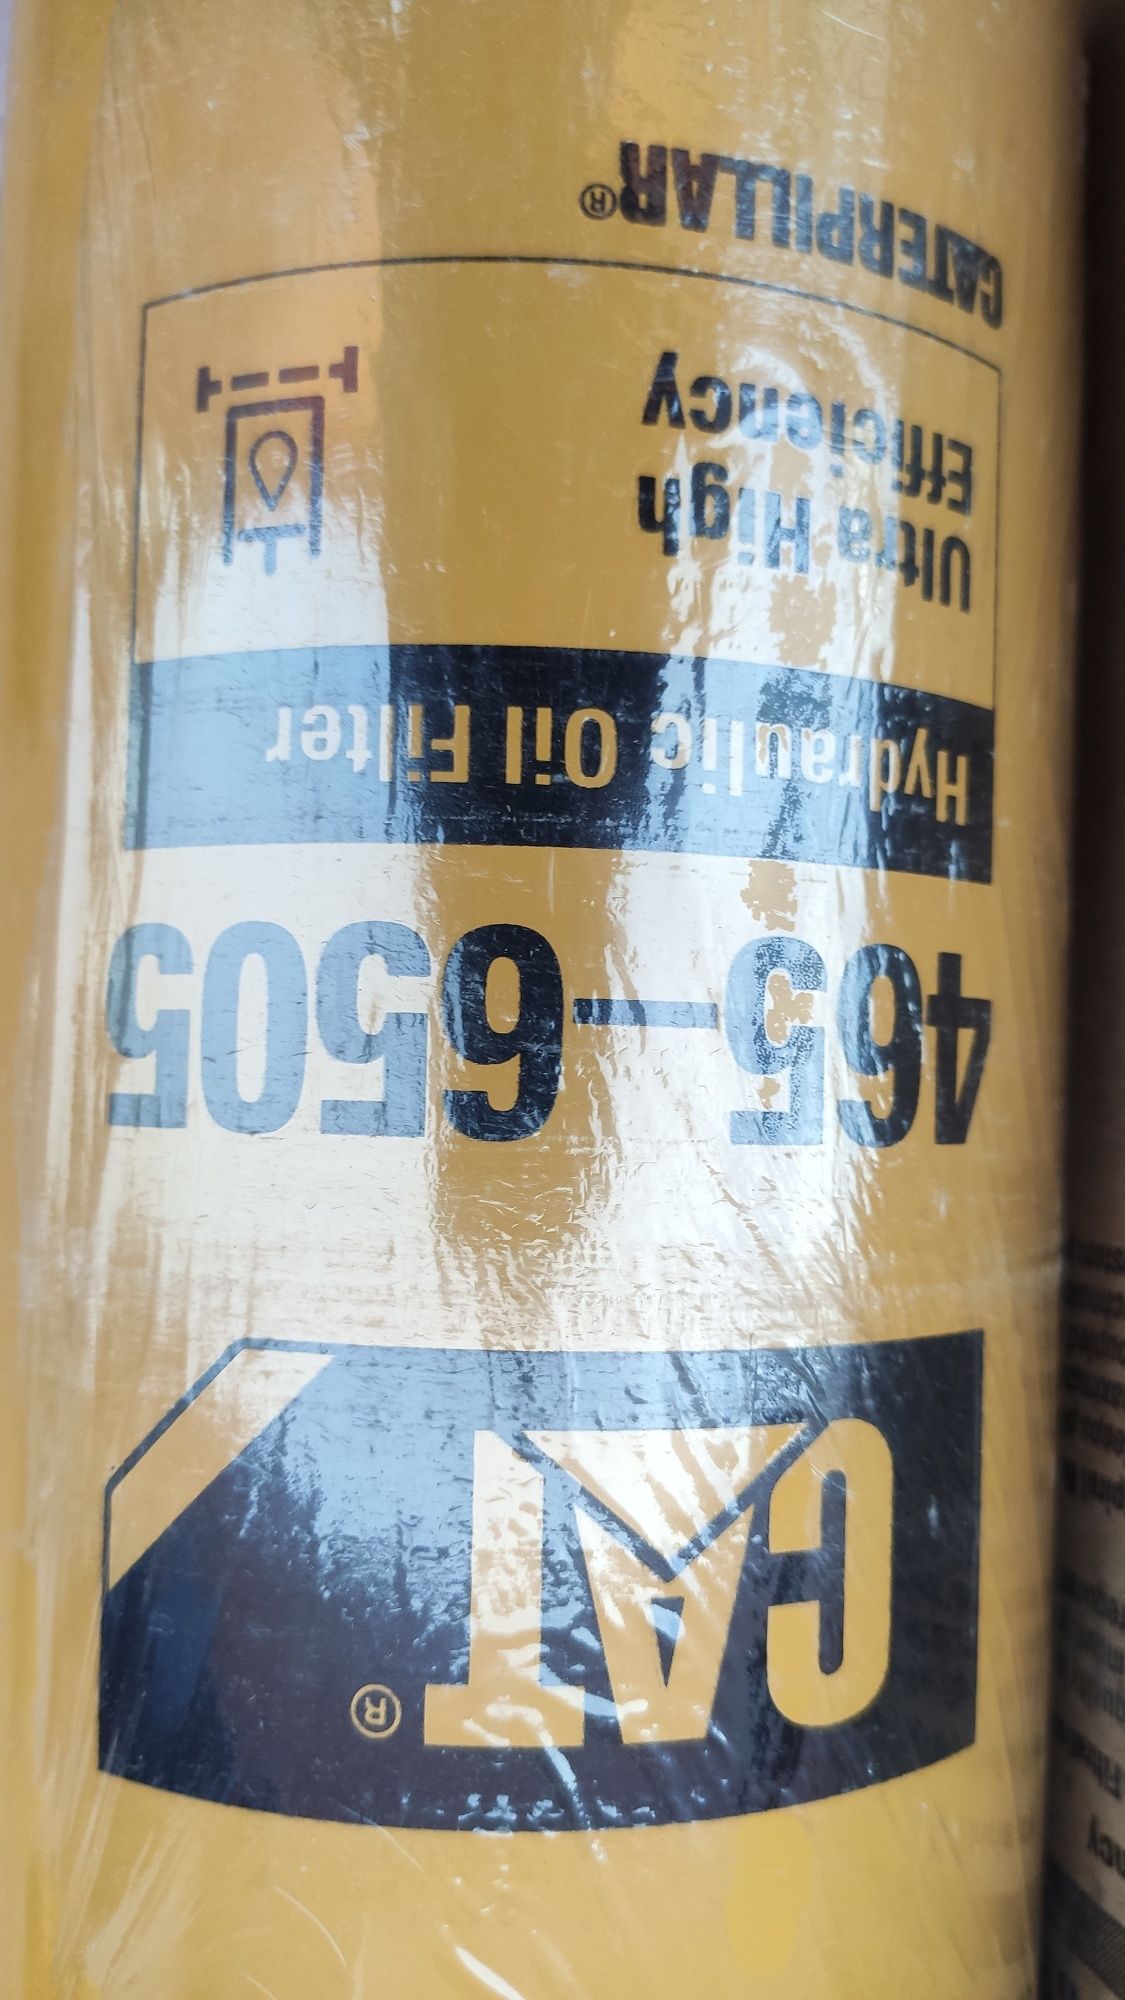 CAT®
465-6505
Hydraulic Oil Filter
Ultra High
Efficiency
CATERPILLAR®